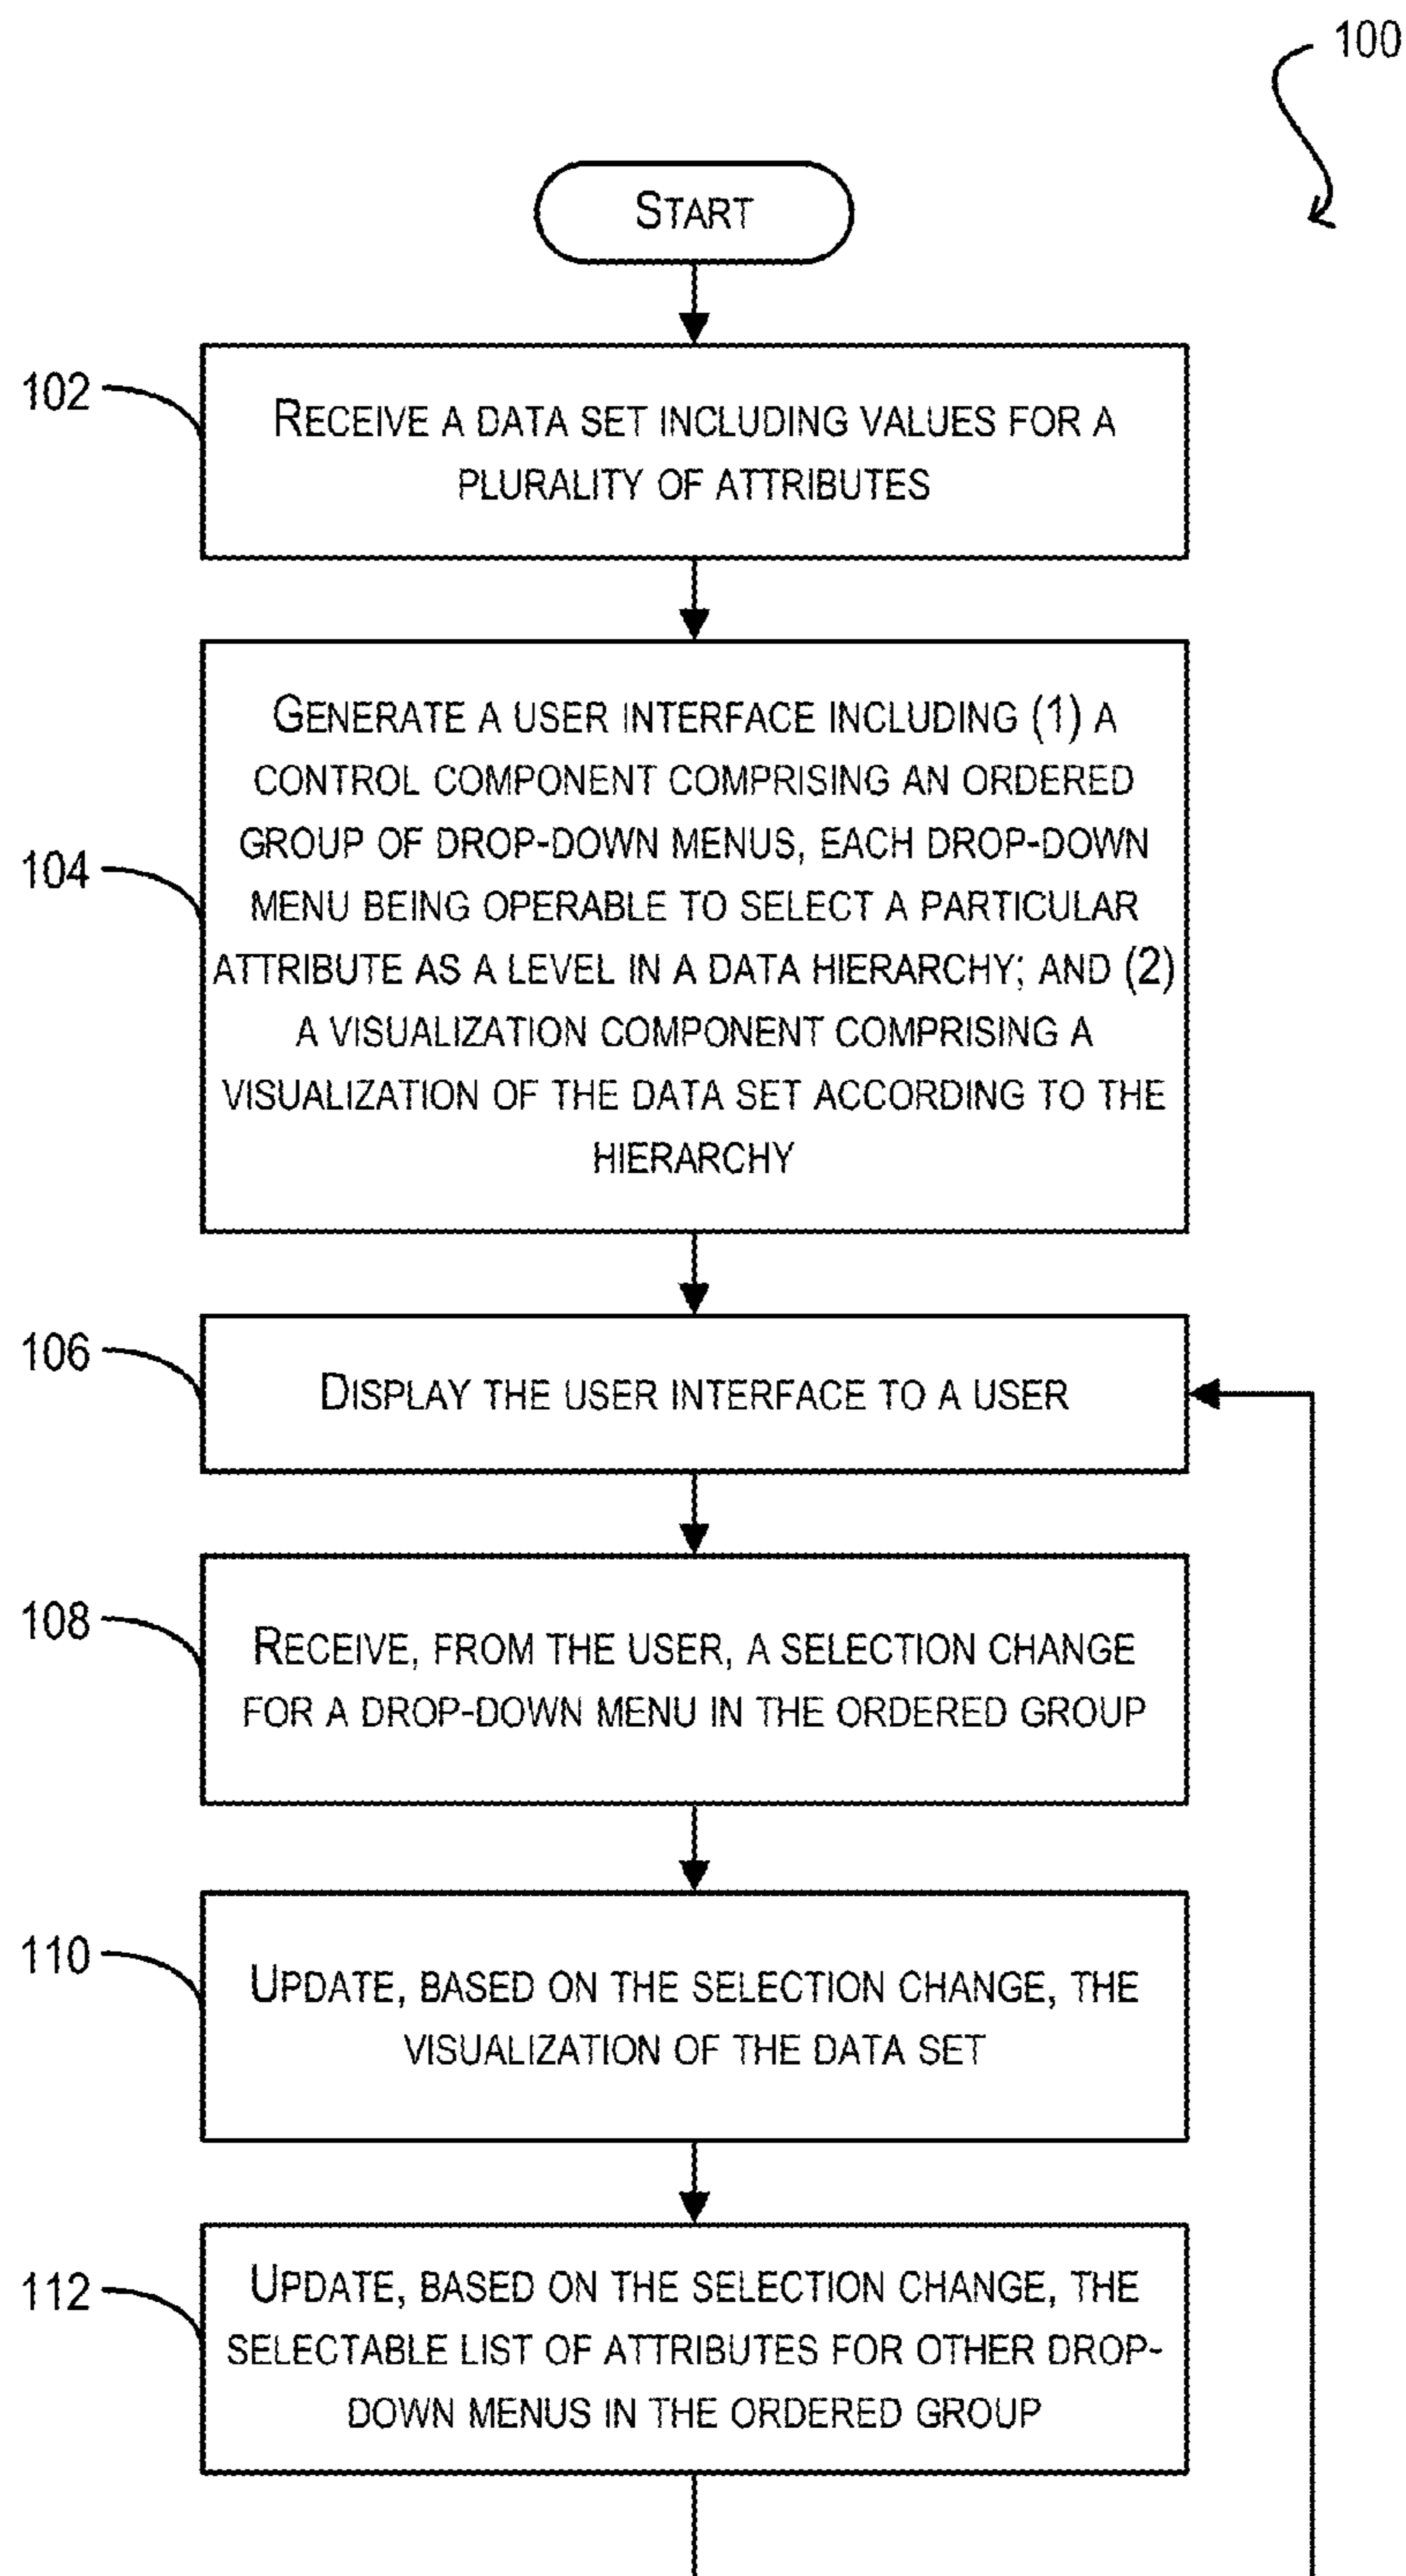 100
START
102
RECEIVE A DATA SET INCLUDING VALUES FOR A
PLURALITY OF ATTRIBUTES
GENERATE A USER INTERFACE INCLUDING (1) A
CONTROL COMPONENT COMPRISING AN ORDERED
GROUP OF DROP-DOWN MENUS, EACH DROP-DOWN
104
MENU BEING OPERABLE TO SELECT A PARTICULAR
ATTRIBUTE AS A LEVEL IN A DATA HIERARCHY; AND (2)
A VISUALIZATION COMPONENT COMPRISING A
VISUALIZATION OF THE DATA SET ACCORDING TO THE
HIERARCHY
106
DISPLAY THE USER INTERFACE TO A USER
108
RECEIVE, FROM THE USER, A SELECTION CHANGE
FOR A DROP-DOWN MENU IN THE ORDERED GROUP
110
UPDATE, BASED ON THE SELECTION CHANGE, THE
VISUALIZATION OF THE DATA SET
112
UPDATE, BASED ON THE SELECTION CHANGE, THE
SELECTABLE LIST OF ATTRIBUTES FOR OTHER DROP-
DOWN MENUS IN THE ORDERED GROUP